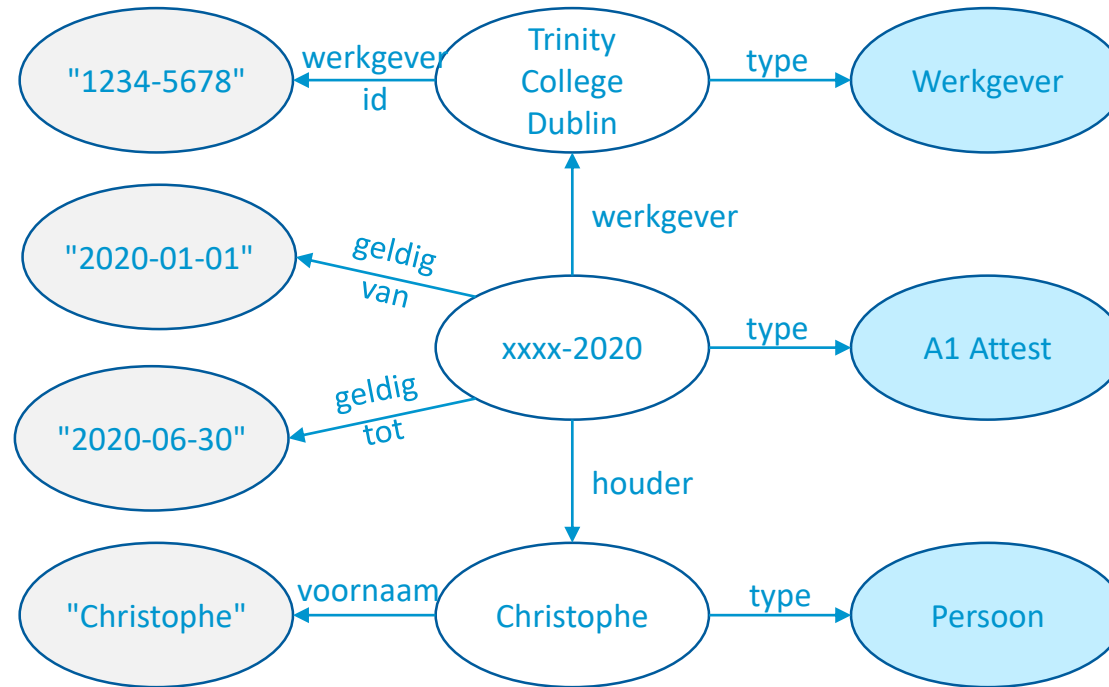 "1234-5678"
werkgever
id
Trinity
College
Dublin
type
Werkgever
werkgever
"2020-01-01"
geldig
van
xxxx-2020
type
A1 Attest
"2020-06-30"
geldig
tot
houder
"Christophe"
voornaam
Christophe
type
Persoon